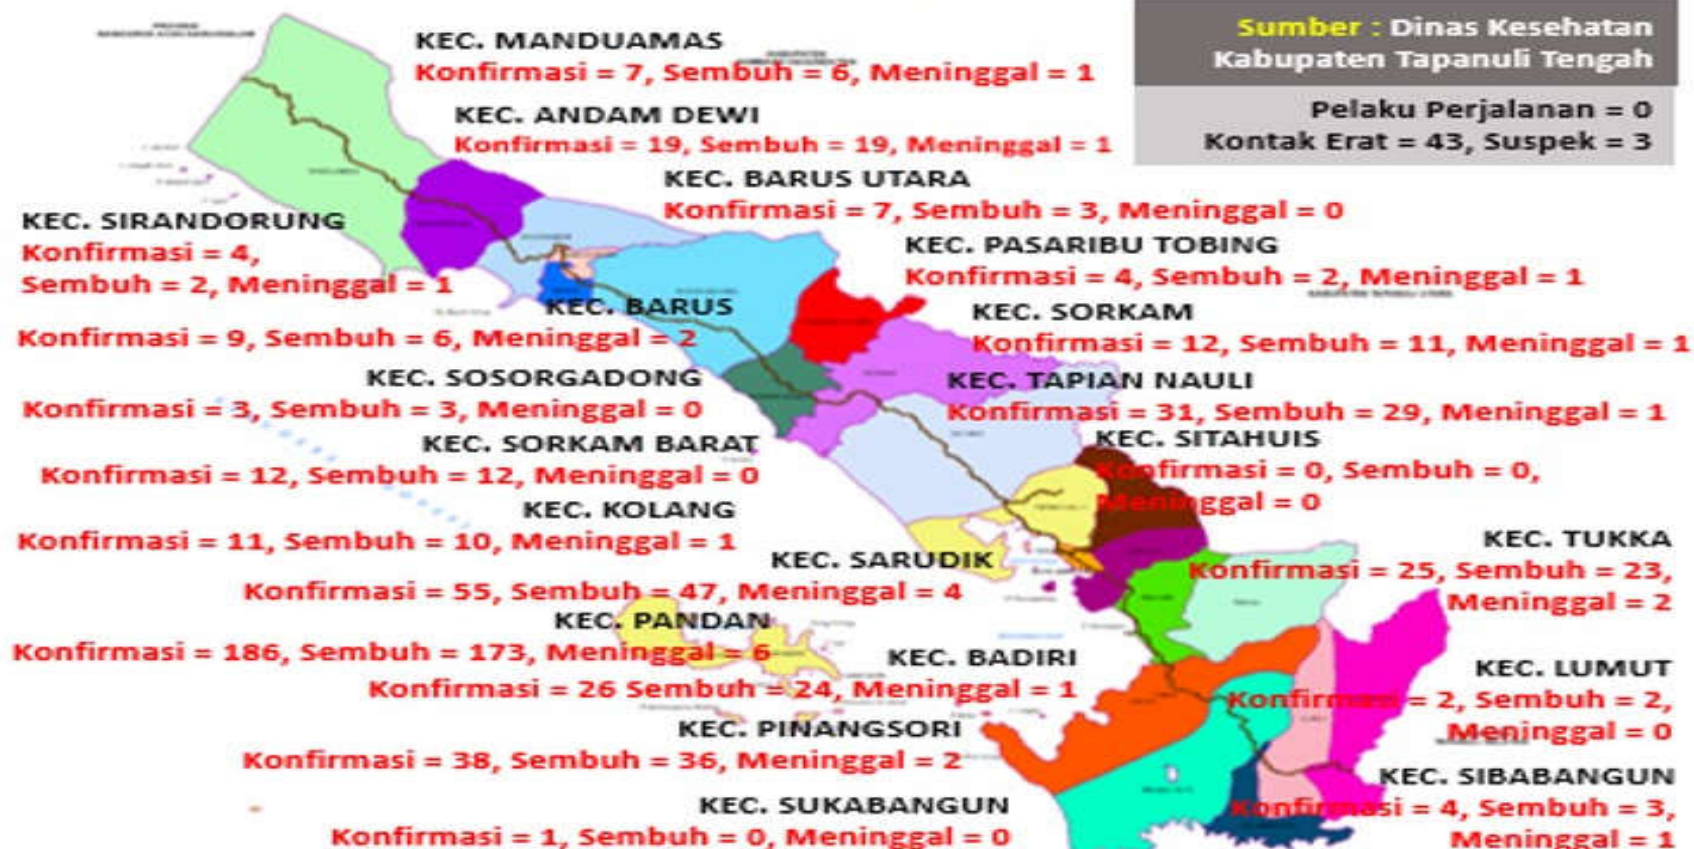 Sumber : Dinas Kesehatan
Kabupaten Tapanuli Tengah
Pelaku Perjalanan = 0
Kontak Erat = 43, Suspek = 3
KEC. MANDUAMAS
Konfirmasi = 7, Sembuh = 6, Meninggal = 1
KEC. ANDAM DEWI
Konfirmasi = 19, Sembuh = 19, Meninggal = 1
KEC. BARUS UTARA
Konfirmasi = 7, Sembuh = 3, Meninggal = 0
KEC. SIRANDORUNG
Konfirmasi = 4,
Sembuh = 2, Meninggal = 1
KEC. PASARIBU TOBING
Konfirmasi = 4, Sembuh = 2, Meninggal = 1
KEC. BARUS
Konfirmasi = 9, Sembuh = 6, Meninggal = 2
KEC. SORKAM
Konfirmasi = 12, Sembuh = 11, Meninggal = 1
KEC. SOSORGADONG
Konfirmasi = 3, Sembuh = 3, Meninggal = 0
KEC. TAPIAN NAULI
Konfirmasi = 31, Sembuh = 29, Meninggal = 1
KEC. SORKAM BARAT
Konfirmasi = 12, Sembuh = 12, Meninggal = 0
KEC. SITAHUIS
Konfirmasi = 0, Sembuh = 0,
Meninggal = 0
KEC. KOLANG
Konfirmasi = 11, Sembuh = 10, Meninggal = 1
KEC. SARUDIK
Konfirmasi = 55, Sembuh = 47, Meninggal = 4
KEC. TUKKA
Konfirmasi = 25, Sembuh = 23,
Meninggal = 2
KEC. PANDAN
Konfirmasi = 186, Sembuh = 173, Meninggal = 6
KEC. BADIRI
Konfirmasi = 26 Sembuh = 24, Meninggal = 1
KEC. LUMUT
Konfirmasi = 2, Sembuh = 2,
Meninggal = 0
KEC. PINANGSORI
Konfirmasi = 38, Sembuh = 36, Meninggal = 2
KEC. SIBABANGUN
Konfirmasi = 4, Sembuh = 3,
Meninggal = 1
KEC. SUKABANGUN
Konfirmasi = 1, Sembuh = 0, Meninggal = 0